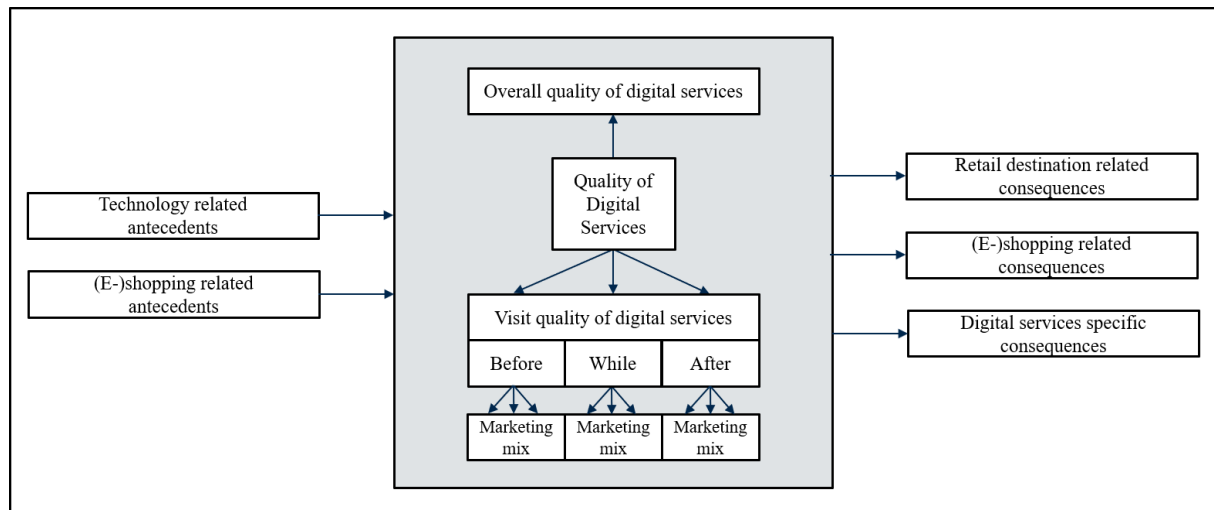 Technology related
antecedents
(E-)shopping related
antecedents
Overall quality of digital services
Quality of
Digital
Services
Visit quality of digital services
Before
While
After
Marketing
mix
Marketing
mix
Marketing
mix
Retail destination related
consequences
(E-)shopping related
consequences
Digital services specific
consequences